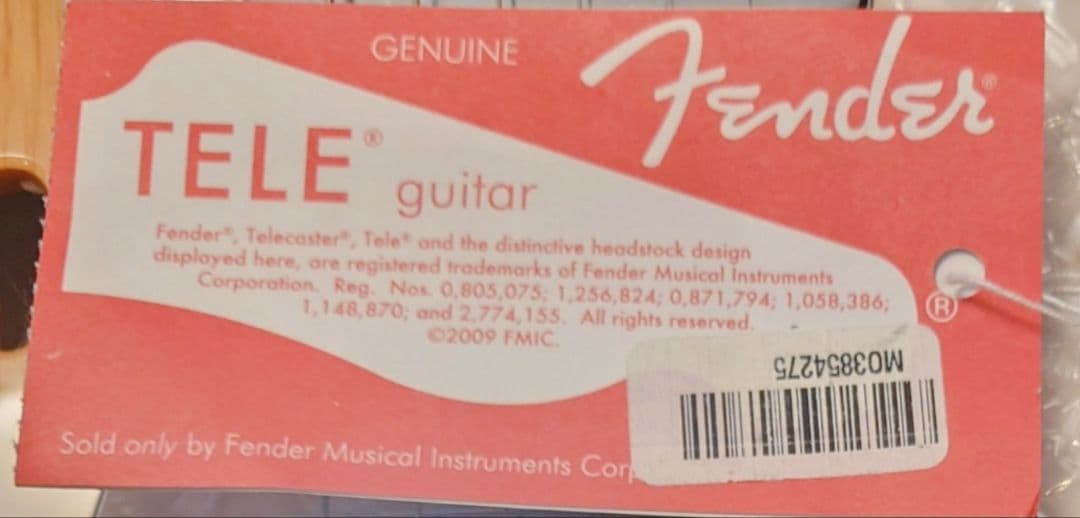 GENUINE
Fender®
TELE®
guitar
Fender®, Telecaster®, Tele® and the distinctive headstock design
displayed here, are registered trademarks of Fender Musical Instruments
Corporation. Reg. Nos. 0,805,075; 1,256,824; 0,871,794; 1,058,386;
1,148,870; and 2,774,155. All rights reserved.
©2009 FMIC.
®
MO3854275
Sold only by Fender Musical Instruments Corp